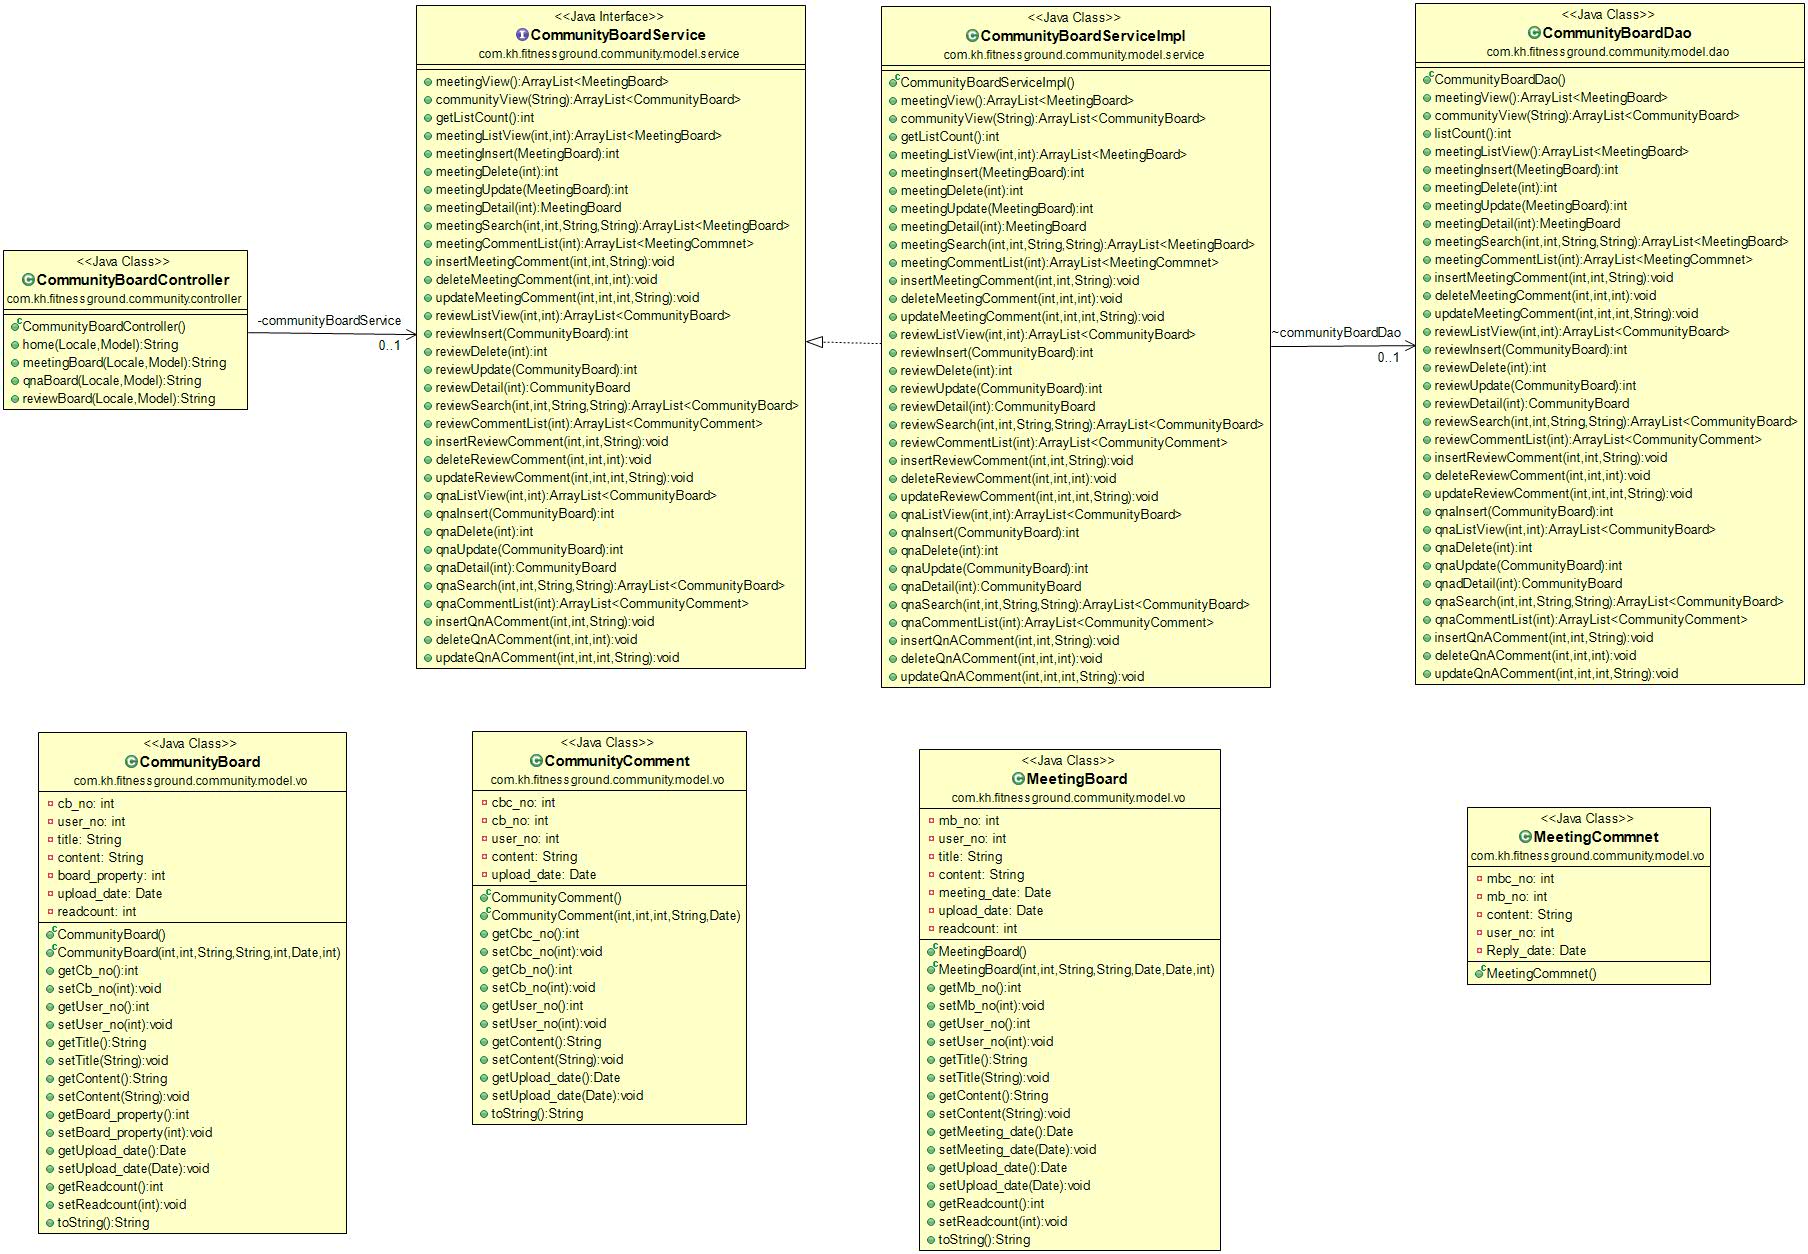 <<Java Interface>>
CommunityBoardService
com.kh.fitnessground.community.model.service
meetingView():ArrayList<MeetingBoard>
communityView(String):ArrayList<CommunityBoard>
getListCount():int
meetingListView(int,int):ArrayList<MeetingBoard>
meetingInsert(MeetingBoard):int
meetingDelete(int):int
meetingUpdate(MeetingBoard):int
meetingDetail(int):MeetingBoard
meetingSearch(int,int,String,String):ArrayList<MeetingBoard>
meetingCommentList(int):ArrayList<MeetingCommnet>
insertMeetingComment(int,int,String):void
deleteMeetingComment(int,int,int):void
updateMeetingComment(int,int,int,String):void
reviewListView(int,int):ArrayList<CommunityBoard>
reviewInsert(CommunityBoard):int
reviewDelete(int):int
reviewUpdate(CommunityBoard):int
reviewDetail(int):CommunityBoard
reviewSearch(int,int,String,String):ArrayList<CommunityBoard>
reviewCommentList(int):ArrayList<CommunityComment>
insertReviewComment(int,int,String):void
deleteReviewComment(int,int,int):void
updateReviewComment(int,int,int,String):void
qnaListView(int,int):ArrayList<CommunityBoard>
qnaInsert(CommunityBoard):int
qnaDelete(int):int
qnaUpdate(CommunityBoard):int
qnaDetail(int):CommunityBoard
qnaSearch(int,int,String,String):ArrayList<CommunityBoard>
qnaCommentList(int):ArrayList<CommunityComment>
insertQnAComment(int,int,String):void
deleteQnAComment(int,int,int):void
updateQnAComment(int,int,int,String):void
<<Java Class>>
CommunityBoardServiceImpl
com.kh.fitnessground.community.model.service
CommunityBoardServiceImpl()
meetingView():ArrayList<MeetingBoard>
communityView(String):ArrayList<CommunityBoard>
getListCount():int
meetingListView(int,int):ArrayList<MeetingBoard>
meetingInsert(MeetingBoard):int
meetingDelete(int):int
meetingUpdate(MeetingBoard):int
meetingDetail(int):MeetingBoard
meetingSearch(int,int,String,String):ArrayList<MeetingBoard>
meetingCommentList(int):ArrayList<MeetingCommnet>
insertMeetingComment(int,int,String):void
deleteMeetingComment(int,int,int):void
updateMeetingComment(int,int,int,String):void
reviewListView(int,int):ArrayList<CommunityBoard>
reviewInsert(CommunityBoard):int
reviewDelete(int):int
reviewUpdate(CommunityBoard):int
reviewDetail(int):CommunityBoard
reviewSearch(int,int,String,String):ArrayList<CommunityBoard>
reviewCommentList(int):ArrayList<CommunityComment>
insertReviewComment(int,int,String):void
deleteReviewComment(int,int,int):void
updateReviewComment(int,int,int,String):void
qnaListView(int,int):ArrayList<CommunityBoard>
qnaInsert(CommunityBoard):int
qnaDelete(int):int
qnaUpdate(CommunityBoard):int
qnaDetail(int):CommunityBoard
qnaSearch(int,int,String,String):ArrayList<CommunityBoard>
qnaCommentList(int):ArrayList<CommunityComment>
insertQnAComment(int,int,String):void
deleteQnAComment(int,int,int):void
updateQnAComment(int,int,int,String):void
<<Java Class>>
CommunityBoardDao
com.kh.fitnessground.community.model.dao
CommunityBoardDao()
meetingView():ArrayList<MeetingBoard>
communityView(String):ArrayList<CommunityBoard>
listCount():int
meetingListView():ArrayList<MeetingBoard>
meetingInsert(MeetingBoard):int
meetingDelete(int):int
meetingUpdate(MeetingBoard):int
meetingDetail(int):MeetingBoard
meetingSearch(int,int,String,String):ArrayList<MeetingBoard>
meetingCommentList(int):ArrayList<MeetingCommnet>
insertMeetingComment(int,int,String):void
deleteMeetingComment(int,int,int):void
updateMeetingComment(int,int,int,String):void
reviewListView(int,int):ArrayList<CommunityBoard>
reviewInsert(CommunityBoard):int
reviewDelete(int):int
reviewUpdate(CommunityBoard):int
reviewDetail(int):CommunityBoard
reviewSearch(int,int,String,String):ArrayList<CommunityBoard>
reviewCommentList(int):ArrayList<CommunityComment>
insertReviewComment(int,int,String):void
deleteReviewComment(int,int,int):void
updateReviewComment(int,int,int,String):void
qnaInsert(CommunityBoard):int
qnaListView(int,int):ArrayList<CommunityBoard>
qnaDelete(int):int
qnaUpdate(CommunityBoard):int
qnadDetail(int):CommunityBoard
qnaSearch(int,int,String,String):ArrayList<CommunityBoard>
qnaCommentList(int):ArrayList<CommunityComment>
insertQnAComment(int,int,String):void
deleteQnAComment(int,int,int):void
updateQnAComment(int,int,int,String):void
<<Java Class>>
CommunityBoardController
com.kh.fitnessground.community.controller
CommunityBoardController()
home(Locale,Model):String
meetingBoard(Locale,Model):String
qnaBoard(Locale,Model):String
reviewBoard(Locale,Model):String
-communityBoardService
0..1
~communityBoardDao
0..1
<<Java Class>>
CommunityBoard
com.kh.fitnessground.community.model.vo
cb_no: int
user_no: int
title: String
content: String
board_property: int
upload_date: Date
readcount: int
CommunityBoard()
CommunityBoard(int,int,String,String,int,Date,int)
getCb_no():int
setCb_no(int):void
getUser_no():int
setUser_no(int):void
getTitle():String
setTitle(String):void
getContent():String
setContent(String):void
getBoard_property():int
setBoard_property(int):void
getUpload_date():Date
setUpload_date(Date):void
getReadcount():int
setReadcount(int):void
toString():String
<<Java Class>>
CommunityComment
com.kh.fitnessground.community.model.vo
cbc_no: int
cb_no: int
user_no: int
content: String
upload_date: Date
CommunityComment()
CommunityComment(int,int,int,String,Date)
getCbc_no():int
setCbc_no(int):void
getCb_no():int
setCb_no(int):void
getUser_no():int
setUser_no(int):void
getContent():String
setContent(String):void
getUpload_date():Date
setUpload_date(Date):void
toString():String
<<Java Class>>
MeetingBoard
com.kh.fitnessground.community.model.vo
mb_no: int
user_no: int
title: String
content: String
meeting_date: Date
upload_date: Date
readcount: int
MeetingBoard()
MeetingBoard(int,int,String,String,Date,Date,int)
getMb_no():int
setMb_no(int):void
getUser_no():int
setUser_no(int):void
getTitle():String
setTitle(String):void
getContent():String
setContent(String):void
getMeeting_date():Date
setMeeting_date(Date):void
getUpload_date():Date
setUpload_date(Date):void
getReadcount():int
setReadcount(int):void
toString():String
<<Java Class>>
MeetingCommnet
com.kh.fitnessground.community.model.vo
mbc_no: int
mb_no: int
content: String
user_no: int
Reply_date: Date
MeetingCommnet()